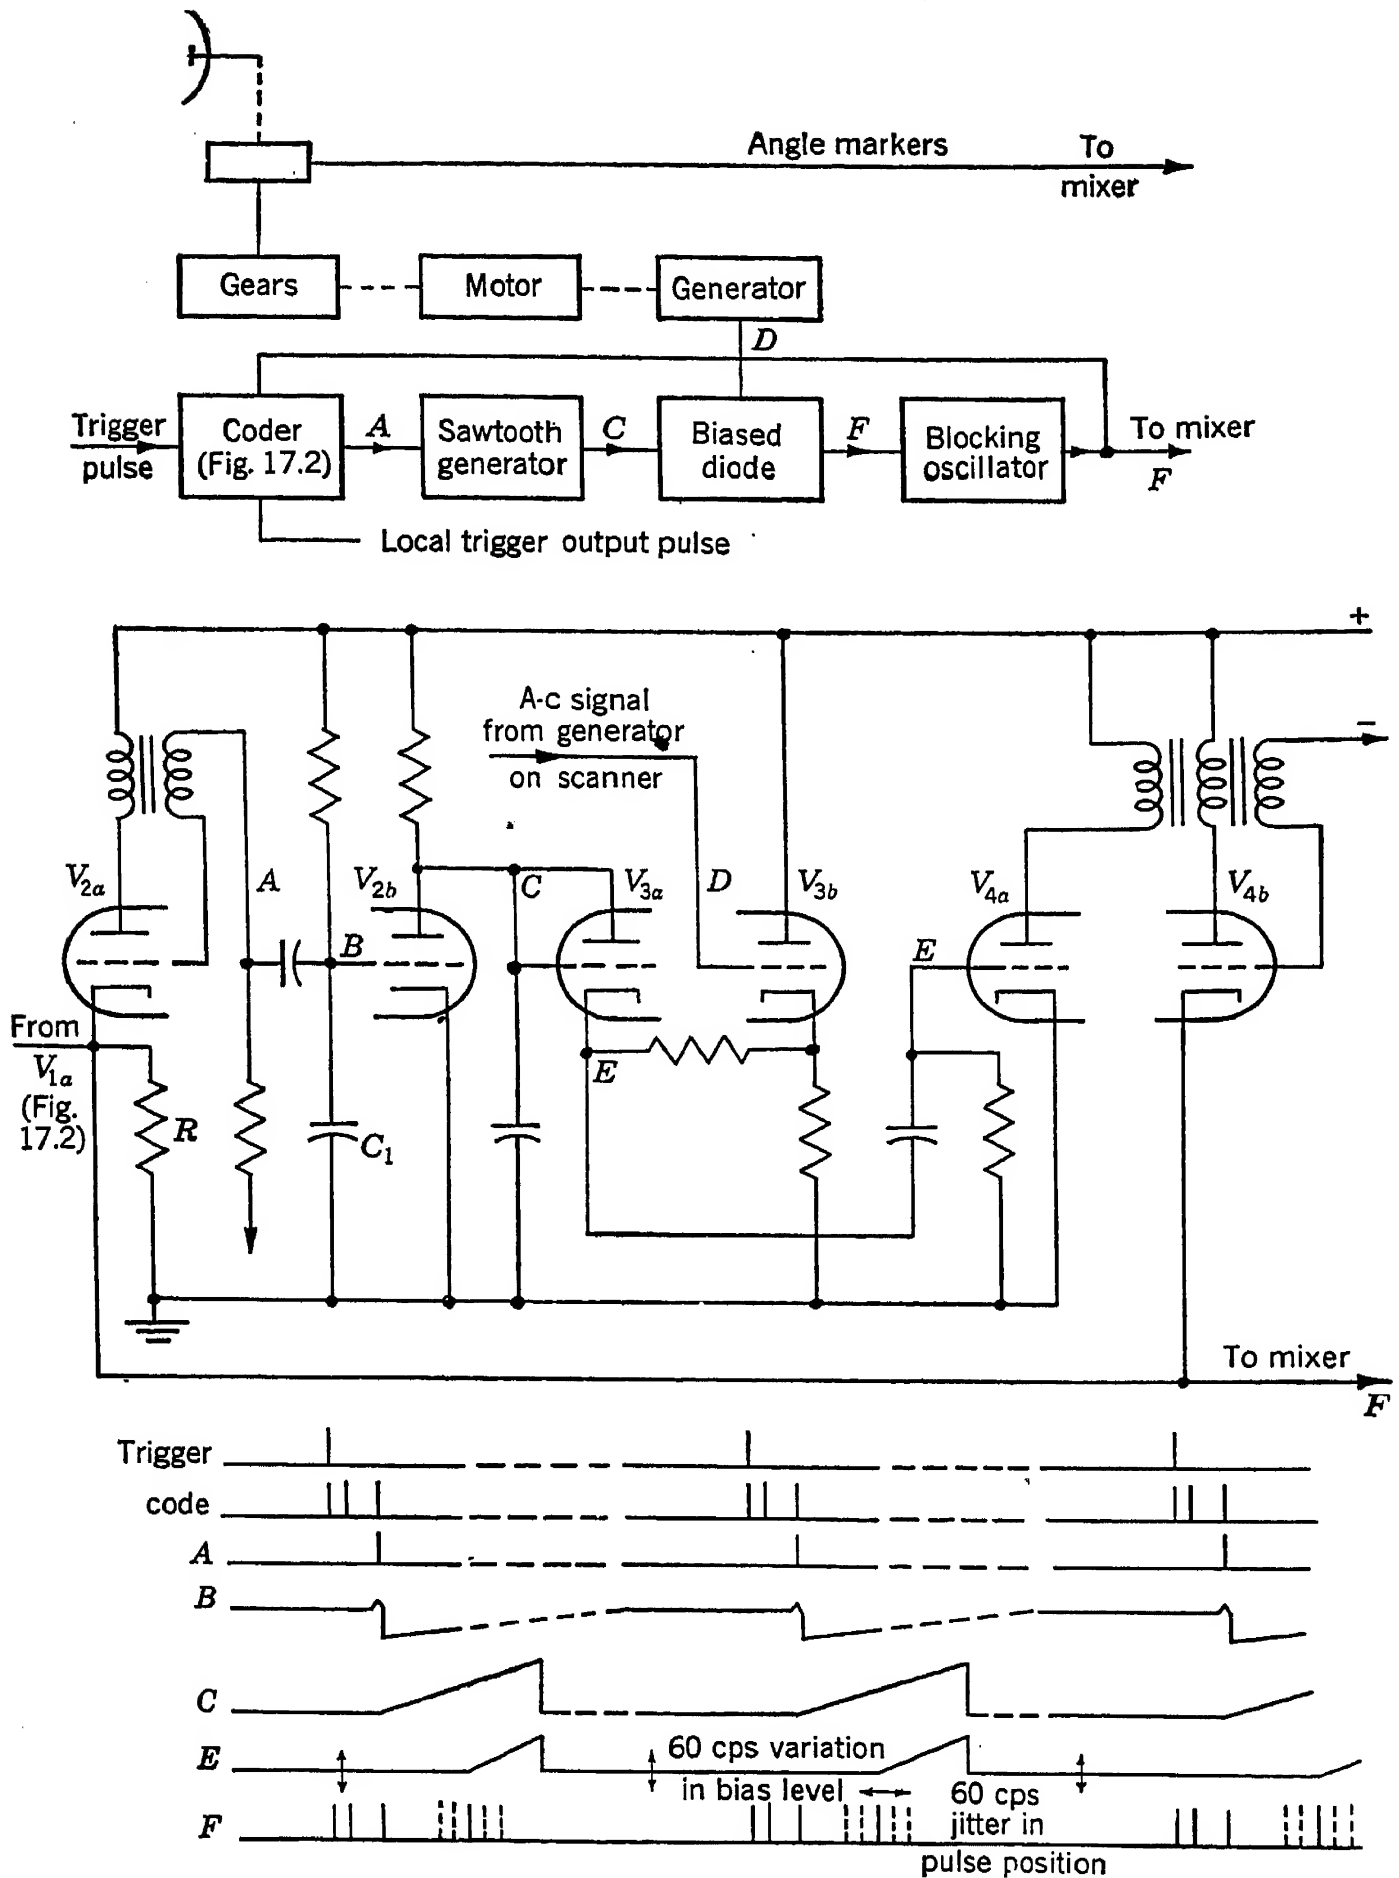 Angle markers To
mixer
Gears
Motor
Generator
D
Trigger
pulse
Coder
(Fig. 17.2)
A
Sawtooth
generator
C
Biased
diode
F
Blocking
oscillator
To mixer
F
Local trigger output pulse
+
A-c signal
from generator
on scanner
−
V2a
A
V2b
C
V3a
D
V3b
V4a
V4b
B
E
From
V1a
(Fig.
17.2)
R
C1
E
To mixer
F
Trigger
code
A
B
C
E
60 cps variation
in bias level
60 cps
jitter in
pulse position
F